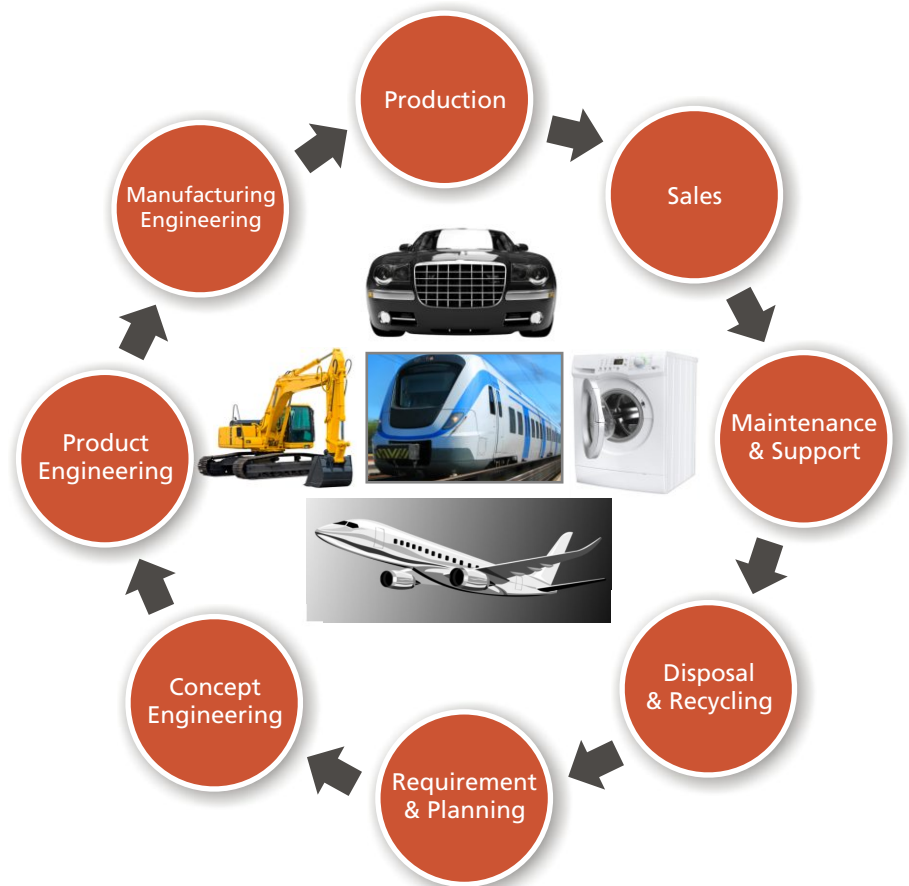 Production
Manufacturing
Engineering
Sales
Product
Engineering
Maintenance
& Support
Concept
Engineering
Disposal
& Recycling
Requirement
& Planning